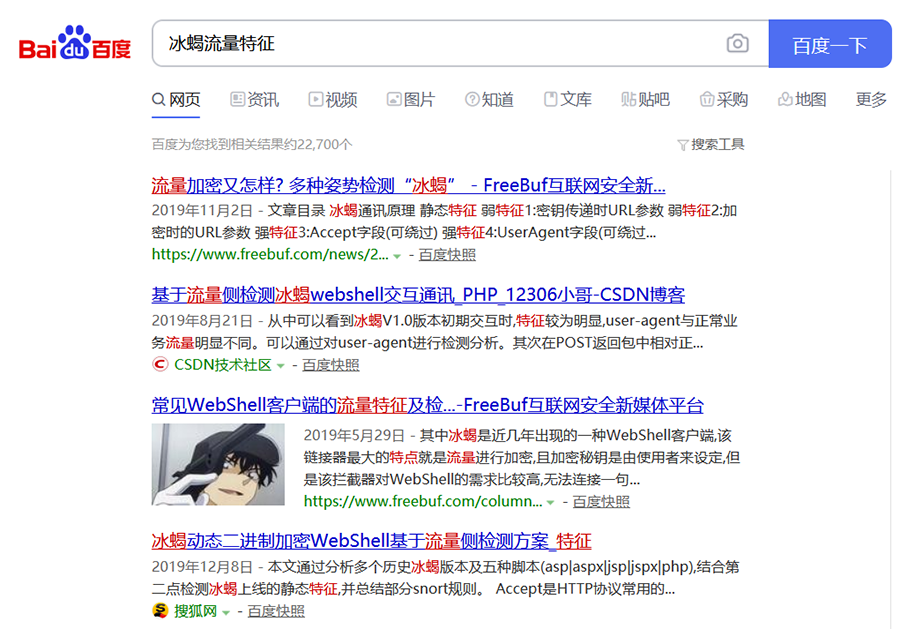 Baidu百度
冰蝎流量特征
百度一下
网页 资讯 视频 图片 知道 文库 贴贴吧 采购 地图 更多
百度为您找到相关结果约22,700个 搜索工具
流量加密又怎样? 多种姿势检测“冰蝎” - FreeBuf互联网安全新...
2019年11月2日 - 文章目录 冰蝎通讯原理 静态特征 弱特征1:密钥传递时URL参数 弱特征2:加
密时的URL参数 强特征3:Accept字段(可绕过) 强特征4:UserAgent字段(可绕过...
https://www.freebuf.com/news/2... - 百度快照
基于流量侧检测冰蝎webshell交互通讯_PHP_12306小哥-CSDN博客
2019年8月21日 - 从中可以看到冰蝎V1.0版本初期交互时,特征较为明显,user-agent与正常业
务流量明显不同。可以通过对user-agent进行检测分析。其次在POST返回包中相对正...
CSDN技术社区 - 百度快照
常见WebShell客户端的流量特征及检...-FreeBuf互联网安全新媒体平台
2019年5月29日 - 其中冰蝎是近几年出现的一种WebShell客户端,该
链接器最大的特点就是流量进行加密,且加密秘钥是由使用者来设定,但
是该拦截器对WebShell的需求比较高,无法连接一句...
https://www.freebuf.com/column... - 百度快照
冰蝎动态二进制加密WebShell基于流量侧检测方案_特征
2019年12月8日 - 本文通过分析多个历史冰蝎版本及五种脚本(asp|aspx|jsp|jspx|php),结合第
二点检测冰蝎上线的静态特征,并总结部分snort规则。 Accept是HTTP协议常用的...
搜狐网 - 百度快照